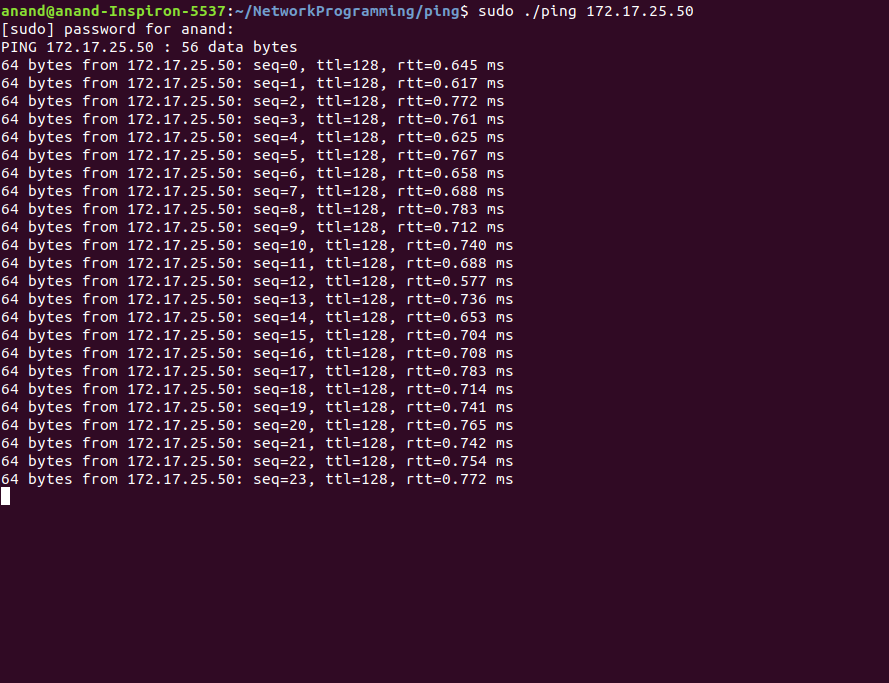 anand@anand-Inspiron-5537:~/NetworkProgramming/ping$ sudo ./ping 172.17.25.50
[sudo] password for anand:
PING 172.17.25.50 : 56 data bytes
64 bytes from 172.17.25.50: seq=0, ttl=128, rtt=0.645 ms
64 bytes from 172.17.25.50: seq=1, ttl=128, rtt=0.617 ms
64 bytes from 172.17.25.50: seq=2, ttl=128, rtt=0.772 ms
64 bytes from 172.17.25.50: seq=3, ttl=128, rtt=0.761 ms
64 bytes from 172.17.25.50: seq=4, ttl=128, rtt=0.625 ms
64 bytes from 172.17.25.50: seq=5, ttl=128, rtt=0.767 ms
64 bytes from 172.17.25.50: seq=6, ttl=128, rtt=0.658 ms
64 bytes from 172.17.25.50: seq=7, ttl=128, rtt=0.688 ms
64 bytes from 172.17.25.50: seq=8, ttl=128, rtt=0.783 ms
64 bytes from 172.17.25.50: seq=9, ttl=128, rtt=0.712 ms
64 bytes from 172.17.25.50: seq=10, ttl=128, rtt=0.740 ms
64 bytes from 172.17.25.50: seq=11, ttl=128, rtt=0.688 ms
64 bytes from 172.17.25.50: seq=12, ttl=128, rtt=0.577 ms
64 bytes from 172.17.25.50: seq=13, ttl=128, rtt=0.736 ms
64 bytes from 172.17.25.50: seq=14, ttl=128, rtt=0.653 ms
64 bytes from 172.17.25.50: seq=15, ttl=128, rtt=0.704 ms
64 bytes from 172.17.25.50: seq=16, ttl=128, rtt=0.708 ms
64 bytes from 172.17.25.50: seq=17, ttl=128, rtt=0.783 ms
64 bytes from 172.17.25.50: seq=18, ttl=128, rtt=0.714 ms
64 bytes from 172.17.25.50: seq=19, ttl=128, rtt=0.741 ms
64 bytes from 172.17.25.50: seq=20, ttl=128, rtt=0.765 ms
64 bytes from 172.17.25.50: seq=21, ttl=128, rtt=0.742 ms
64 bytes from 172.17.25.50: seq=22, ttl=128, rtt=0.754 ms
64 bytes from 172.17.25.50: seq=23, ttl=128, rtt=0.772 ms